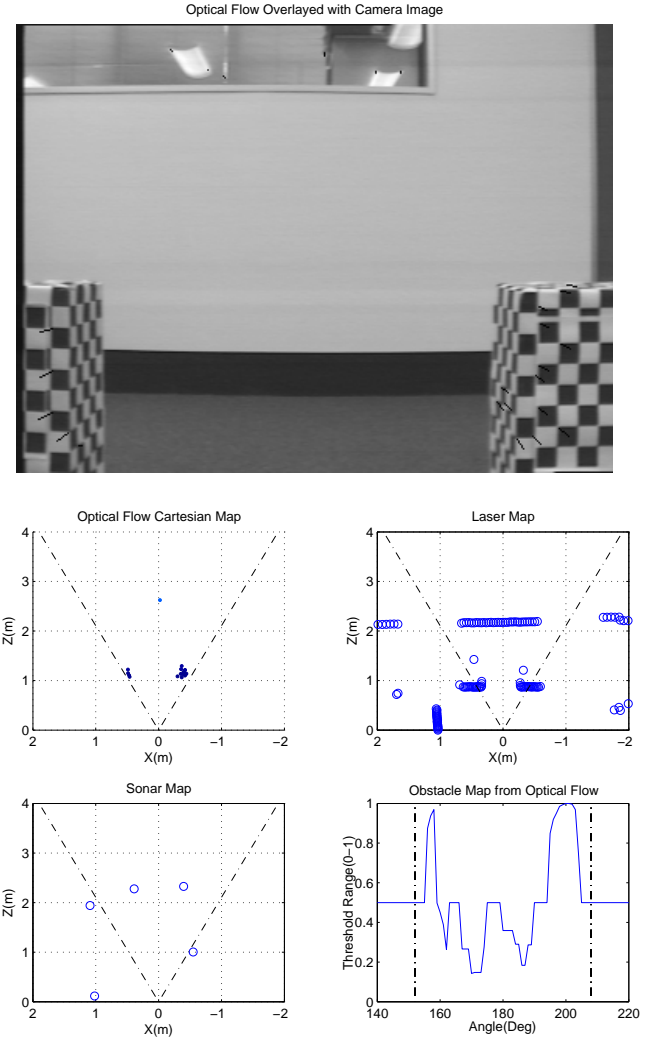 Optical Flow Overlayed with Camera Image
Optical Flow Cartesian Map
4
3
2
1
0
Z(m)
2 1 0 −1 −2
X(m)
Laser Map
4
3
2
1
0
Z(m)
2 1 0 −1 −2
X(m)
Sonar Map
4
3
2
1
0
Z(m)
2 1 0 −1 −2
X(m)
Obstacle Map from Optical Flow
1
0.8
0.6
0.4
0.2
0
Threshold Range(0−1)
140 160 180 200 220
Angle(Deg)